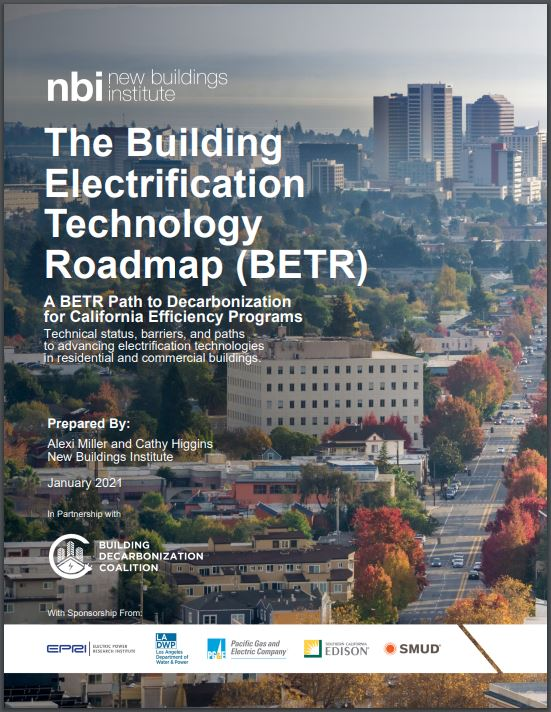 nbi new buildings
institute
The Building
Electrification
Technology
Roadmap (BETR)
A BETR Path to Decarbonization
for California Efficiency Programs
Technical status, barriers, and paths
to advancing electrification technologies
in residential and commercial buildings.
Prepared By:
Alexi Miller and Cathy Higgins
New Buildings Institute
January 2021
In Partnership with
BUILDING
DECARBONIZATION
COALITION
With Sponsorship From:
EPRI ELECTRIC POWER
RESEARCH INSTITUTE
LA
DWP
Los Angeles
Department of
Water & Power
PG&E
Pacific Gas and
Electric Company
SOUTHERN CALIFORNIA
EDISON
SMUD